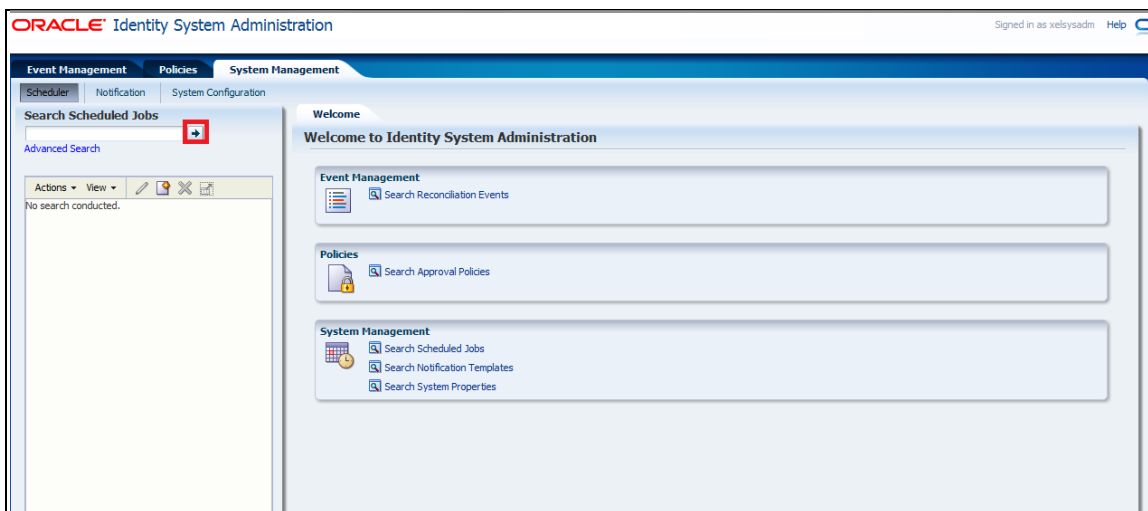 ORACLE Identity System Administration
Signed in as xelsysadm Help
Event Management Policies System Management
Scheduler Notification System Configuration
Search Scheduled Jobs
Advanced Search
Actions View
No search conducted.
Welcome
Welcome to Identity System Administration
Event Management
Search Reconciliation Events
Policies
Search Approval Policies
System Management
Search Scheduled Jobs
Search Notification Templates
Search System Properties